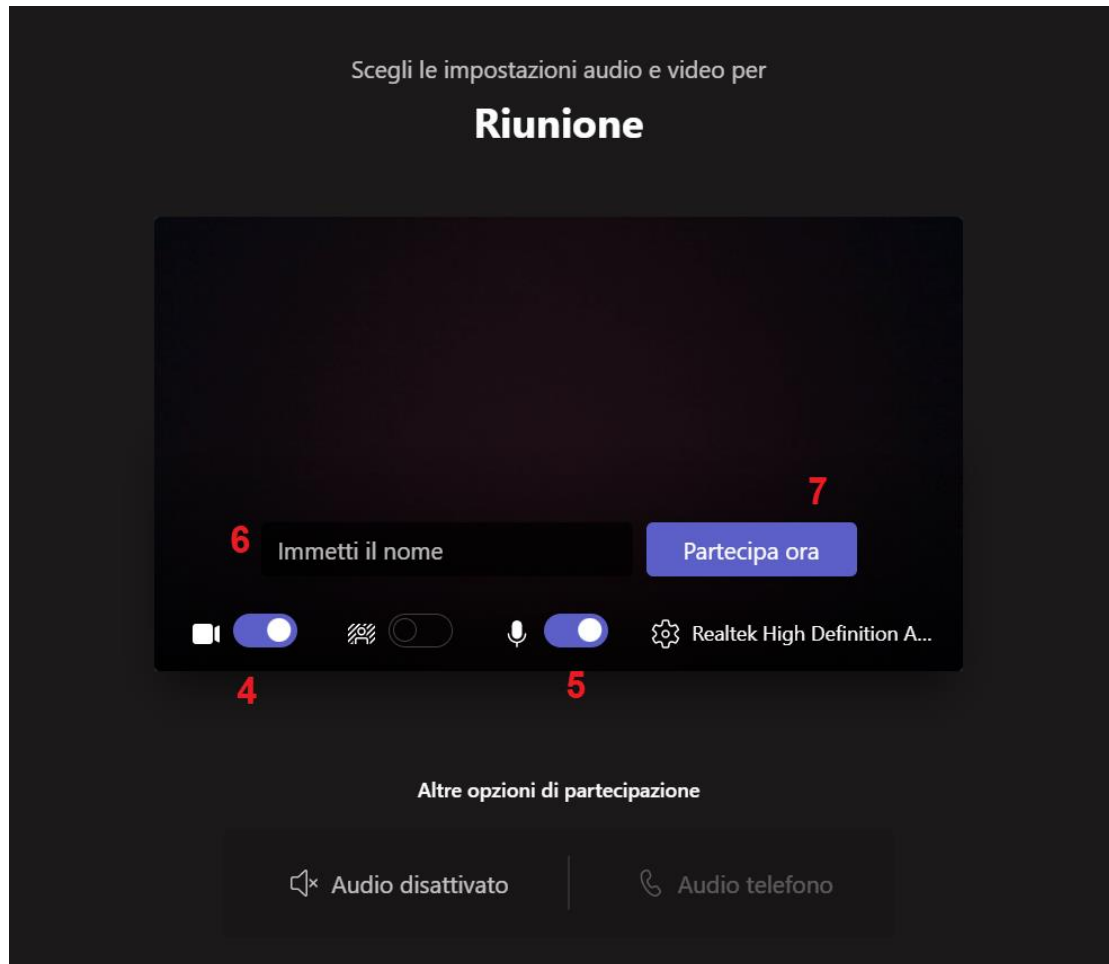 Scegli le impostazioni audio e video per
Riunione
7
6 Immetti il nome Partecipa ora
Realtek High Definition A...
4 5
Altre opzioni di partecipazione
Audio disattivato Audio telefono